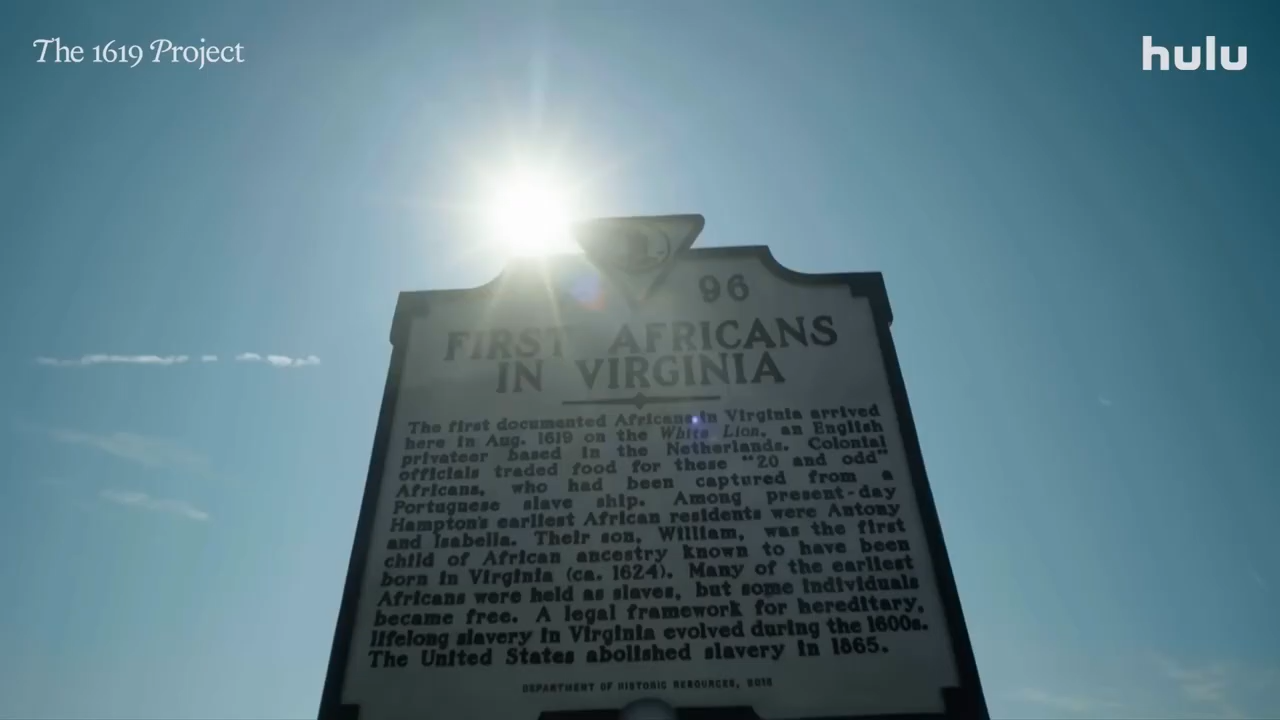 The 1619 Project
hulu
96
FIRST AFRICANS
IN VIRGINIA
The first documented Africans in Virginia arrived
here in Aug. 1619 on the White Lion, an English
privateer based in the Netherlands. Colonial
officials traded food for these "20 and odd"
Africans, who had been captured from a
Portuguese slave ship. Among present-day
Hampton's earliest African residents were Antony
and Isabella. Their son, William, was the first
child of African ancestry known to have been
born in Virginia (ca. 1624). Many of the earliest
Africans were held as slaves, but some individuals
became free. A legal framework for hereditary,
lifelong slavery in Virginia evolved during the 1600s.
The United States abolished slavery in 1865.
DEPARTMENT OF HISTORIC RESOURCES,